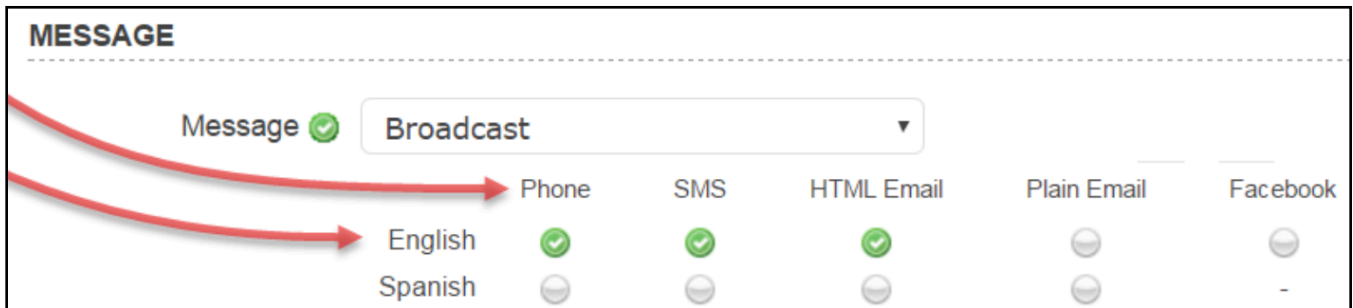 MESSAGE
Message Broadcast
Phone SMS HTML Email Plain Email Facebook
English
Spanish -